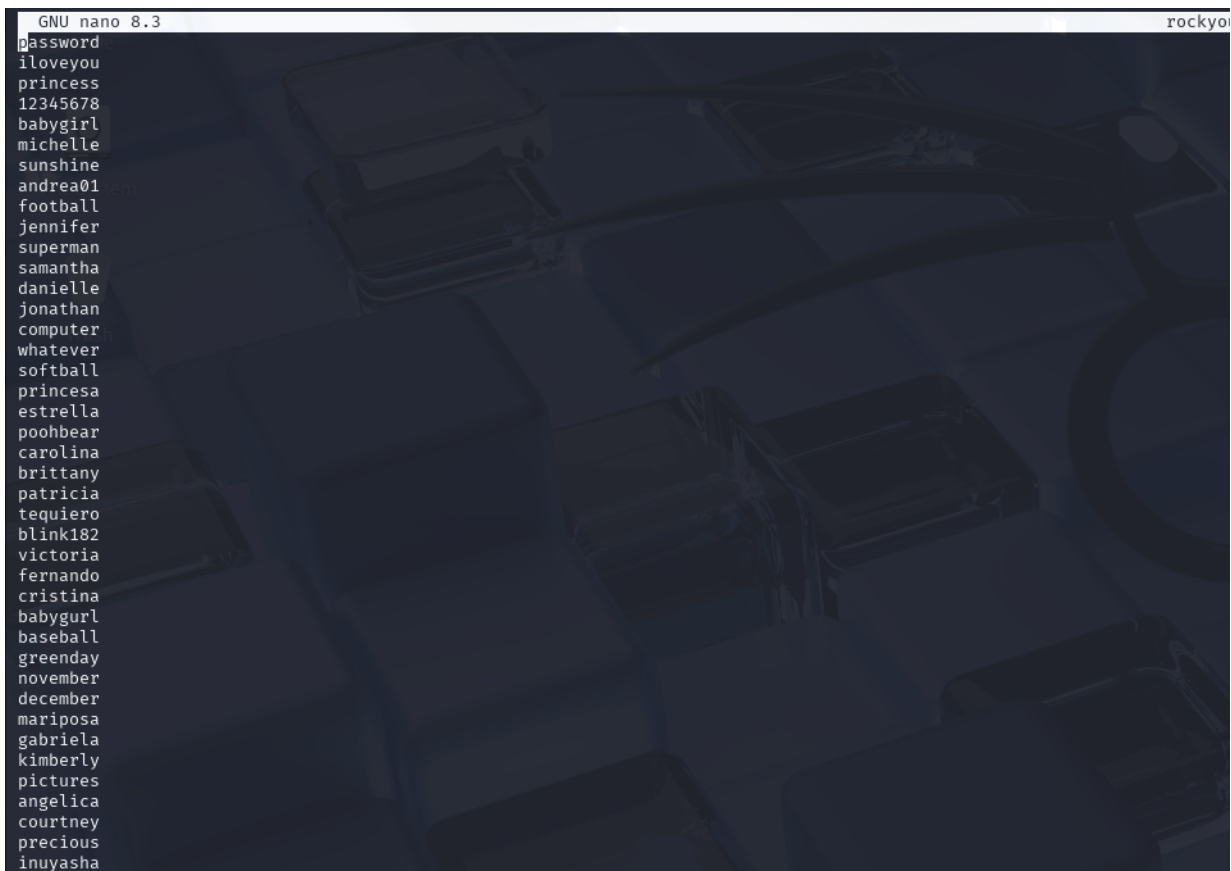 GNU nano 8.3 rockyou
password
iloveyou
princess
12345678
babygirl
michelle
sunshine
andrea01
football
jennifer
superman
samantha
danielle
jonathan
computer
whatever
softball
princesa
estrella
poohbear
carolina
brittany
patricia
tequiero
blink182
victoria
fernando
cristina
babygurl
baseball
greenday
november
december
mariposa
gabriela
kimberly
pictures
angelica
courtney
precious
inuyasha